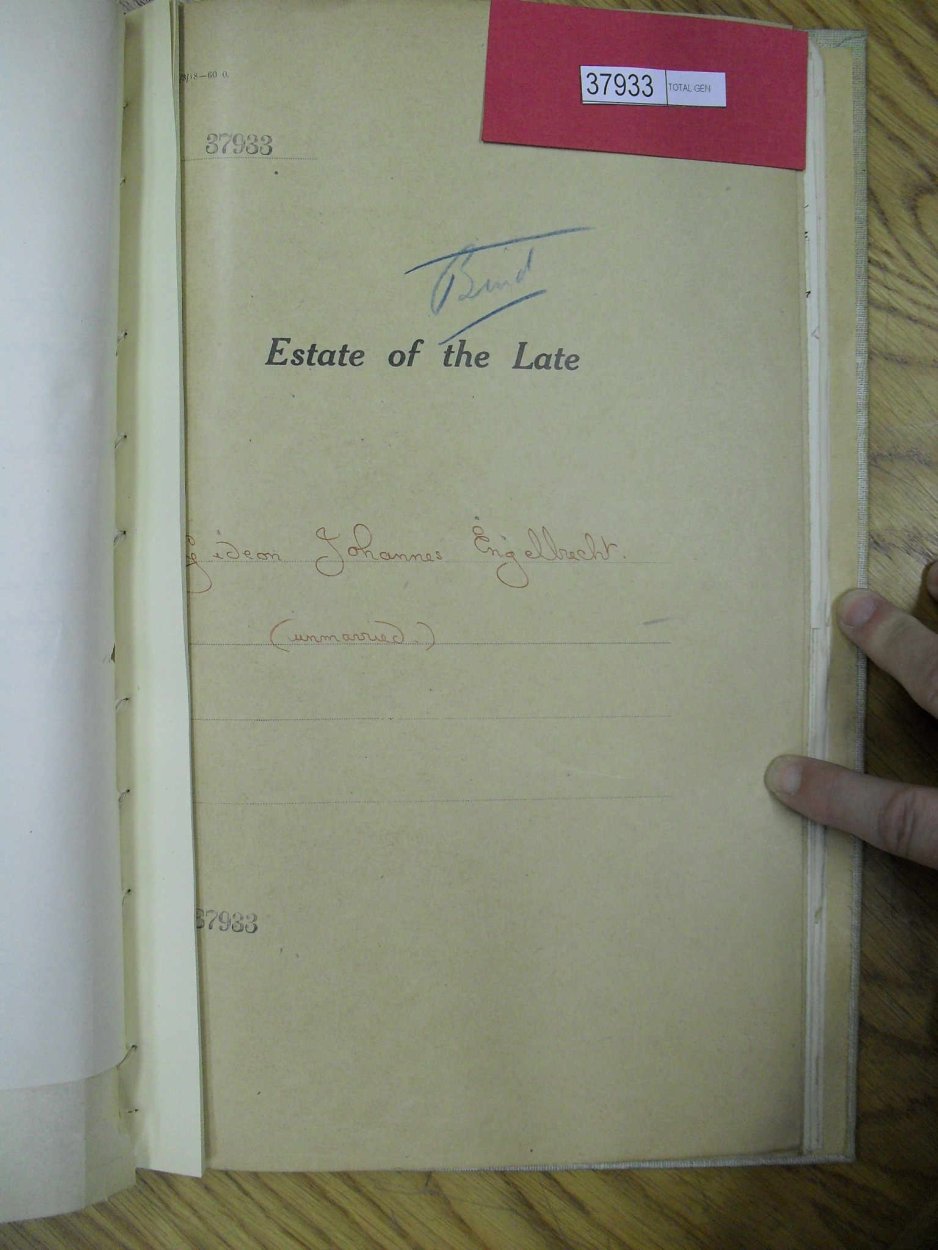 37933 TOTAL GEN
37933
Bind
Estate of the Late
Gideon Johannes Engelbrecht.
(unmarried.)
37933